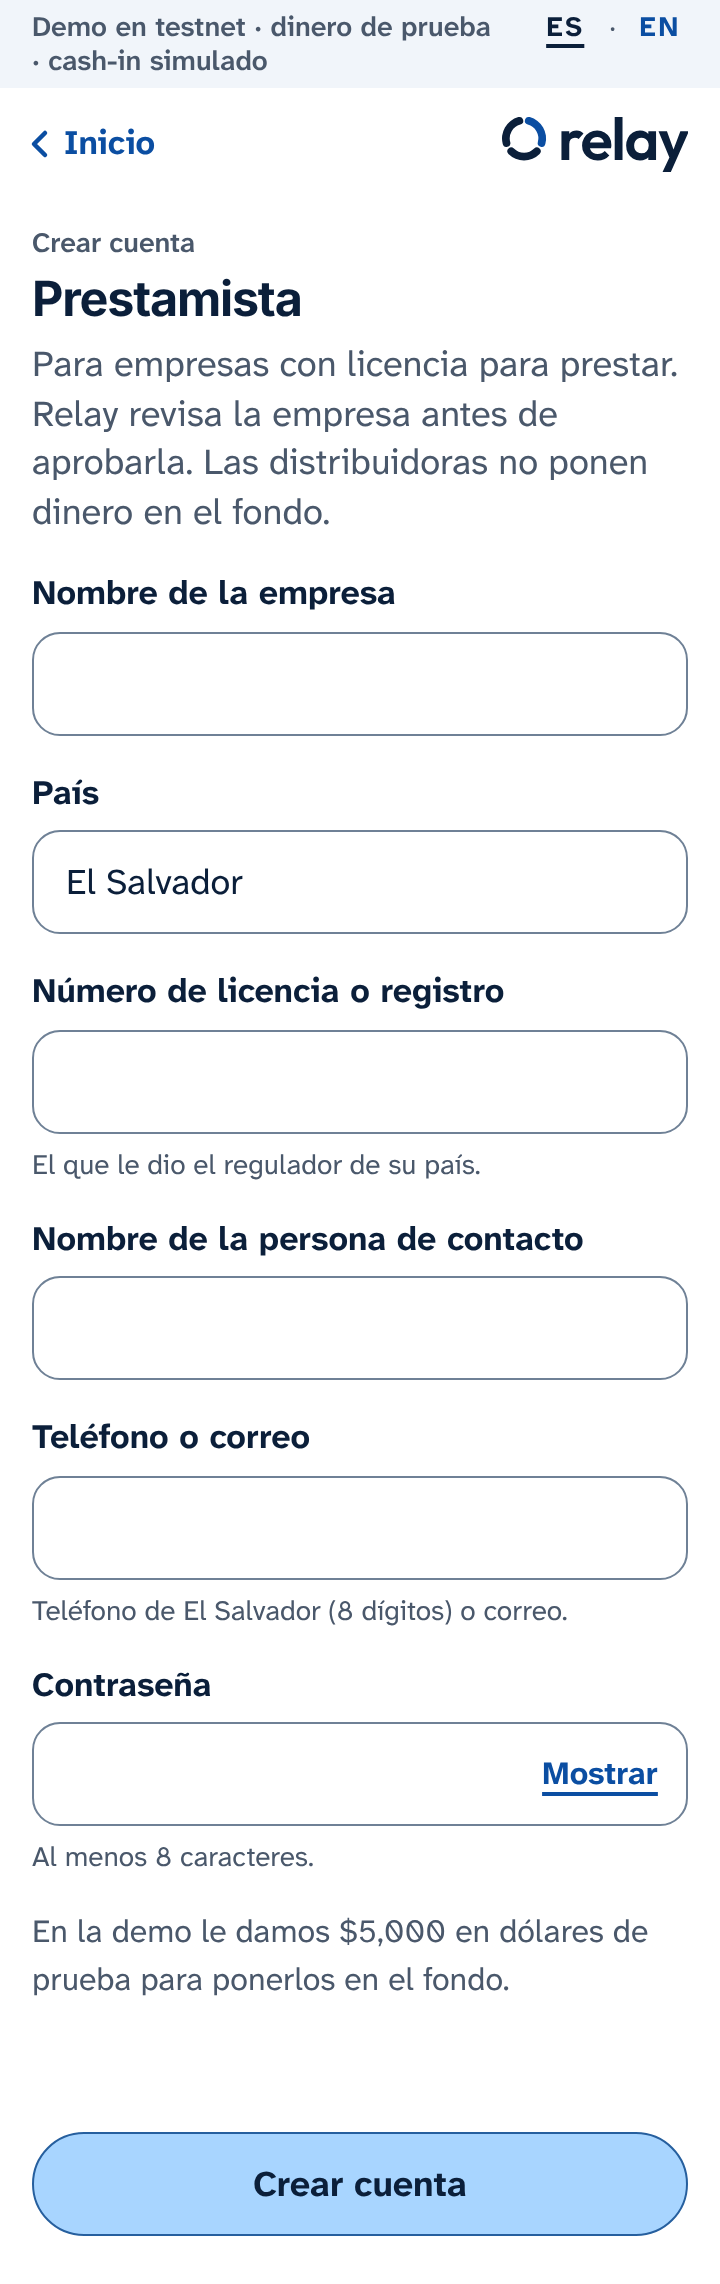 Demo en testnet · dinero de prueba
· cash-in simulado
ES · EN
Inicio
relay
Crear cuenta
Prestamista
Para empresas con licencia para prestar.
Relay revisa la empresa antes de
aprobarla. Las distribuidoras no ponen
dinero en el fondo.
Nombre de la empresa
País
El Salvador
Número de licencia o registro
El que le dio el regulador de su país.
Nombre de la persona de contacto
Teléfono o correo
Teléfono de El Salvador (8 dígitos) o correo.
Contraseña
Mostrar
Al menos 8 caracteres.
En la demo le damos $5,000 en dólares de
prueba para ponerlos en el fondo.
Crear cuenta